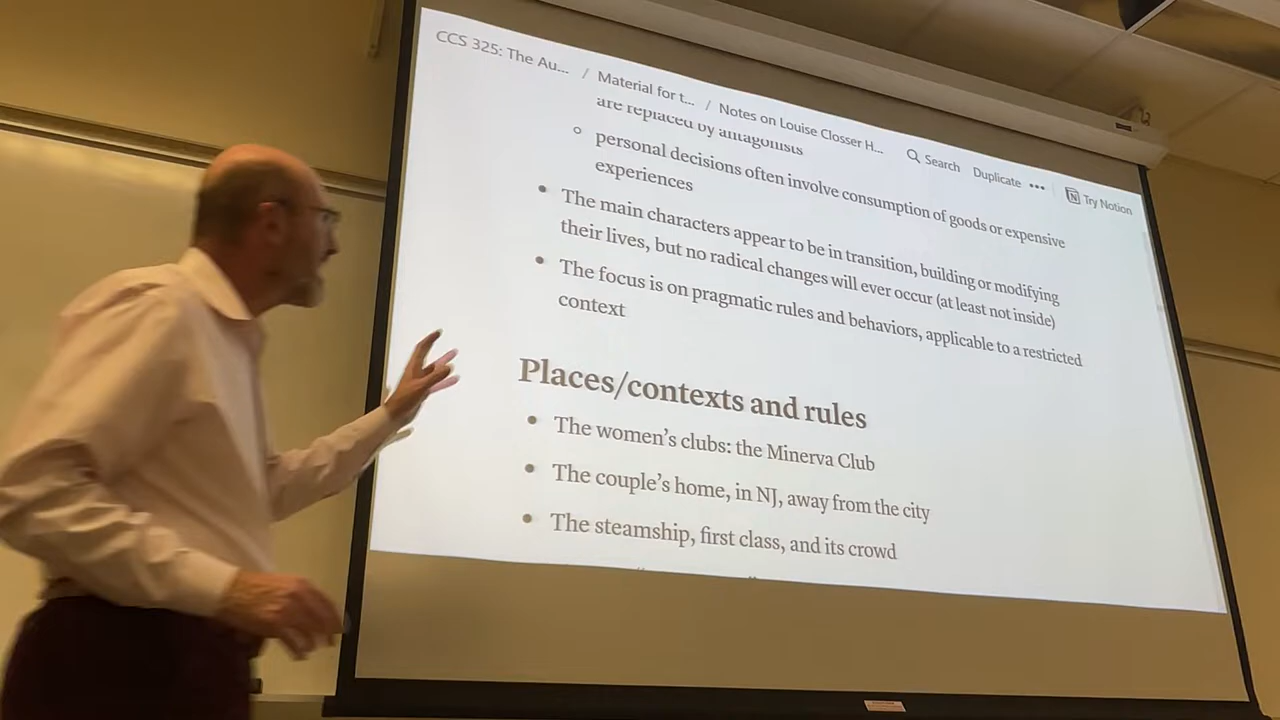 CCS 325: The Au... / Material for t... / Notes on Louise Closser H...
Search Duplicate ••• Try Notion
are replaced by antagonists
personal decisions often involve consumption of goods or expensive
experiences
The main characters appear to be in transition, building or modifying
their lives, but no radical changes will ever occur (at least not inside)
The focus is on pragmatic rules and behaviors, applicable to a restricted
context
Places/contexts and rules
The women's clubs: the Minerva Club
The couple's home, in NJ, away from the city
The steamship, first class, and its crowd